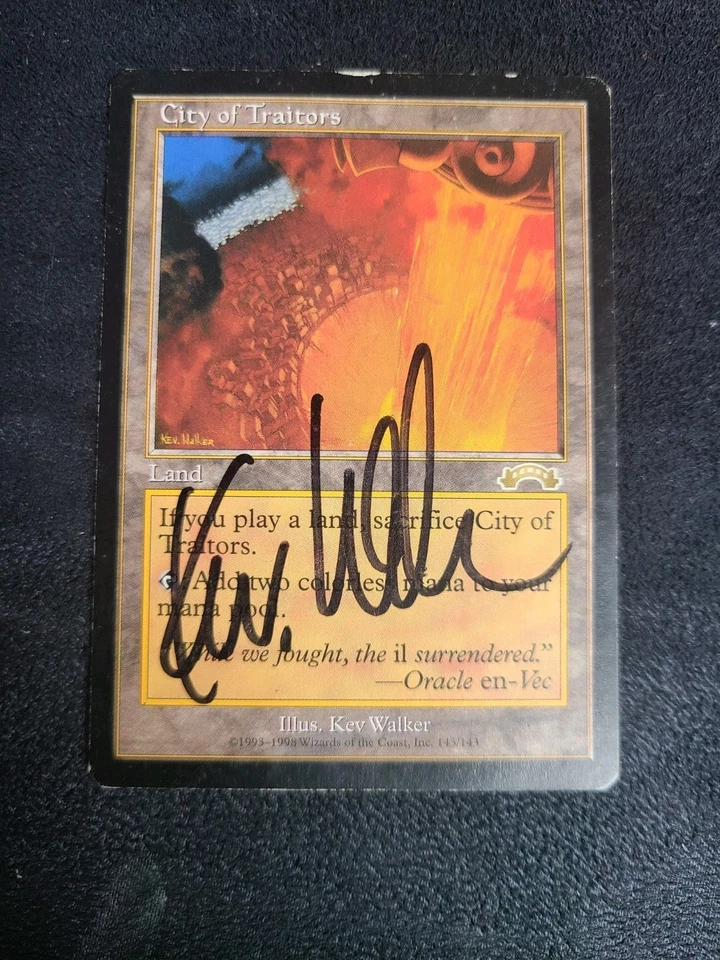 City of Traitors
KEV. WALKER
Land
If you play a land, sacrifice City of
Traitors.
: Add two colorless mana to your
mana pool.
"While we fought, the il surrendered."
—Oracle en-Vec
Kev. Walker
Illus. Kev Walker
©1993–1998 Wizards of the Coast, Inc. 143/143